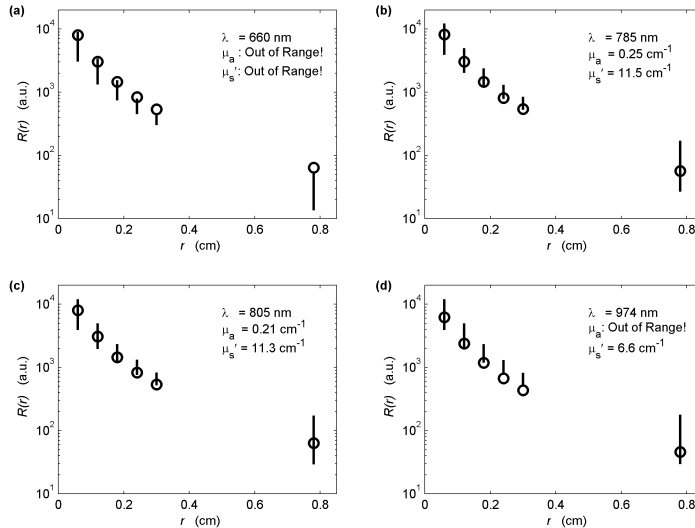 (a)
λ = 660 nm
μa : Out of Range!
μs' : Out of Range!
R(r) (a.u.)
10^4
10^3
10^2
10^1
0 0.2 0.4 0.6 0.8
r (cm)
(b)
λ = 785 nm
μa = 0.25 cm^-1
μs' = 11.5 cm^-1
R(r) (a.u.)
10^4
10^3
10^2
10^1
0 0.2 0.4 0.6 0.8
r (cm)
(c)
λ = 805 nm
μa = 0.21 cm^-1
μs' = 11.3 cm^-1
R(r) (a.u.)
10^4
10^3
10^2
10^1
0 0.2 0.4 0.6 0.8
r (cm)
(d)
λ = 974 nm
μa: Out of Range!
μs' = 6.6 cm^-1
R(r) (a.u.)
10^4
10^3
10^2
10^1
0 0.2 0.4 0.6 0.8
r (cm)